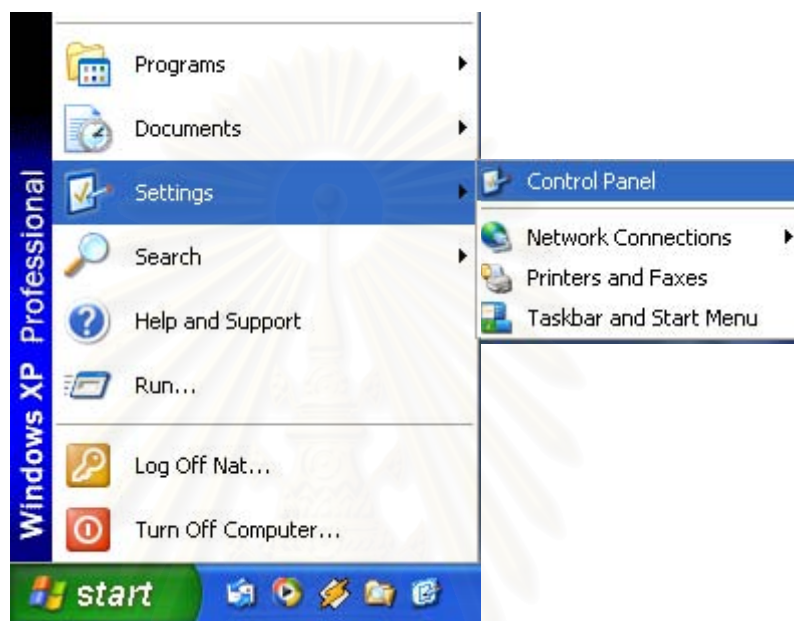 Programs
Documents
Settings
Search
Help and Support
Run...
Log Off Nat...
Turn Off Computer...
Control Panel
Network Connections
Printers and Faxes
Taskbar and Start Menu
Windows XP Professional
start